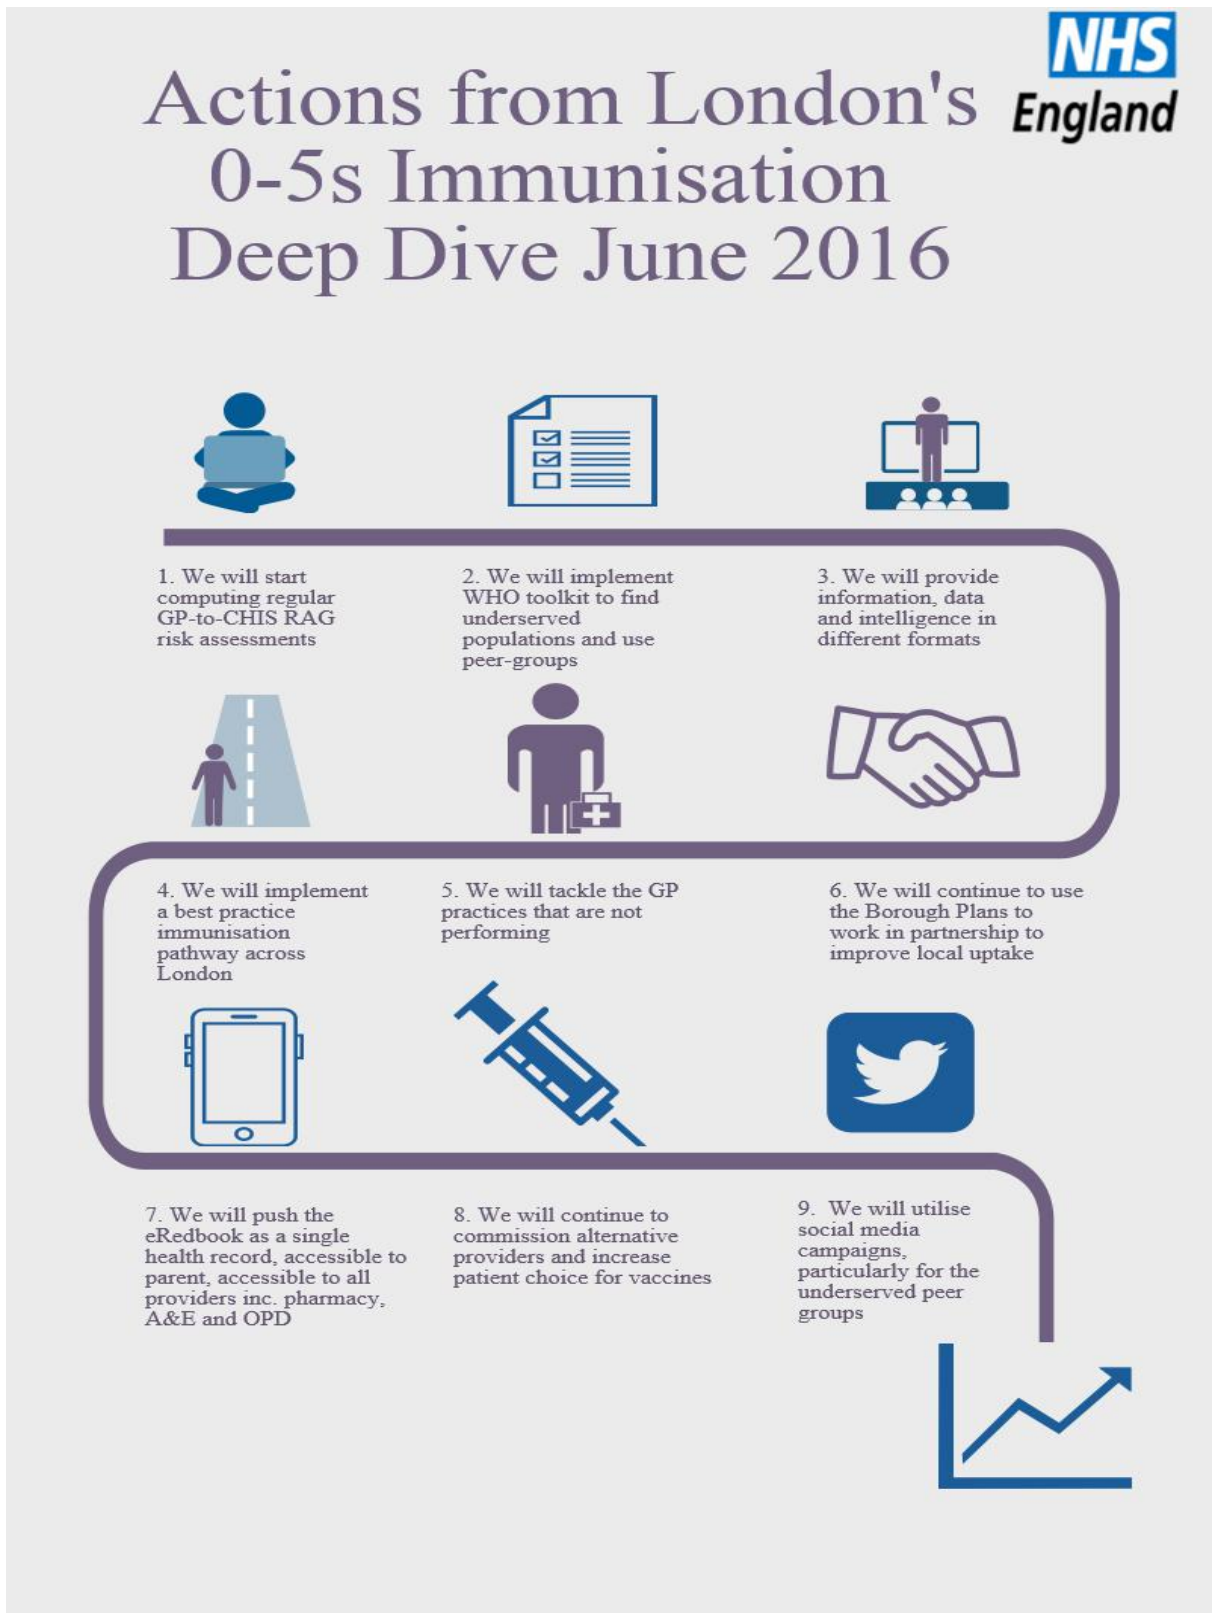 NHS
England
Actions from London's
0-5s Immunisation
Deep Dive June 2016
1. We will start
computing regular
GP-to-CHIS RAG
risk assessments
2. We will implement
WHO toolkit to find
underserved
populations and use
peer-groups
3. We will provide
information, data
and intelligence in
different formats
4. We will implement
a best practice
immunisation
pathway across
London
5. We will tackle the GP
practices that are not
performing
6. We will continue to use
the Borough Plans to
work in partnership to
improve local uptake
7. We will push the
eRedbook as a single
health record, accessible to
parent, accessible to all
providers inc. pharmacy,
A&E and OPD
8. We will continue to
commission alternative
providers and increase
patient choice for vaccines
9. We will utilise
social media
campaigns,
particularly for the
underserved peer
groups